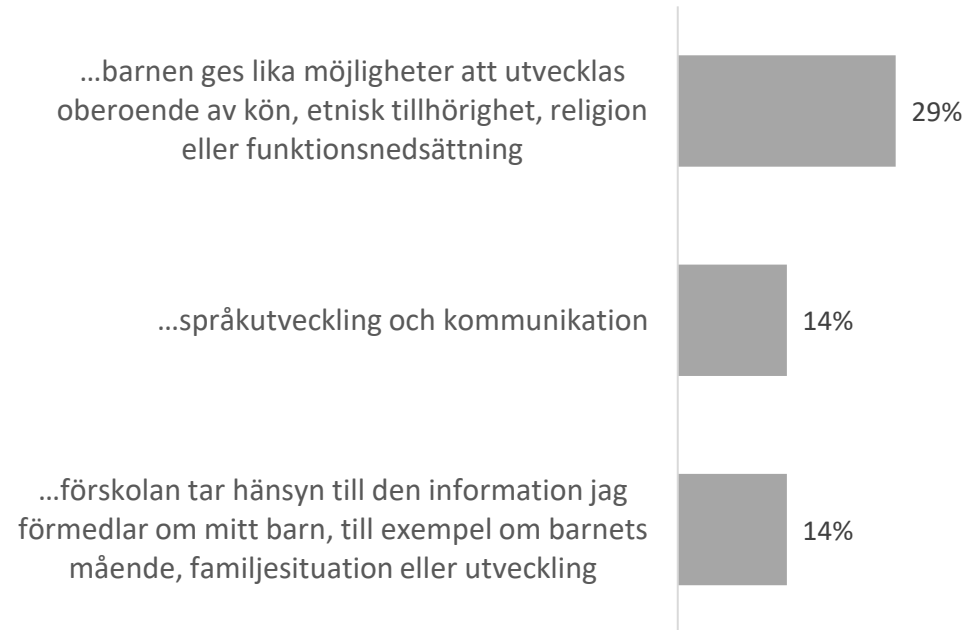 ...barnen ges lika möjligheter att utvecklas
oberoende av kön, etnisk tillhörighet, religion
eller funktionsnedsättning
29%
...språkutveckling och kommunikation
14%
...förskolan tar hänsyn till den information jag
förmedlar om mitt barn, till exempel om barnets
mående, familjesituation eller utveckling
14%